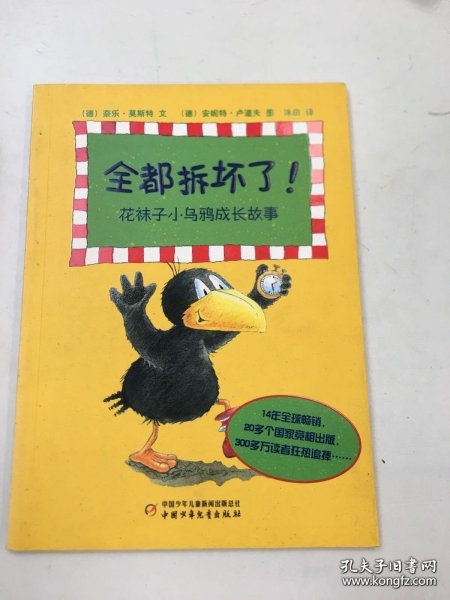 （德）奈乐·莫斯特 文 （德）安妮特·卢道夫 图 陈俊 译
全都拆坏了！
花袜子小乌鸦成长故事
14年全球畅销，
20多个国家竞相出版，
300多万读者狂热追捧……
中国少年儿童新闻出版总社
中国少年儿童出版社
孔夫子旧书网
www.kongfz.com